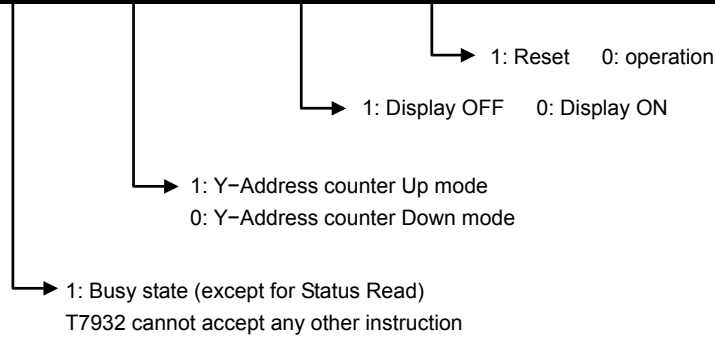 1: Reset 0: operation
1: Display OFF 0: Display ON
1: Y−Address counter Up mode
0: Y−Address counter Down mode
1: Busy state (except for Status Read)
T7932 cannot accept any other instruction